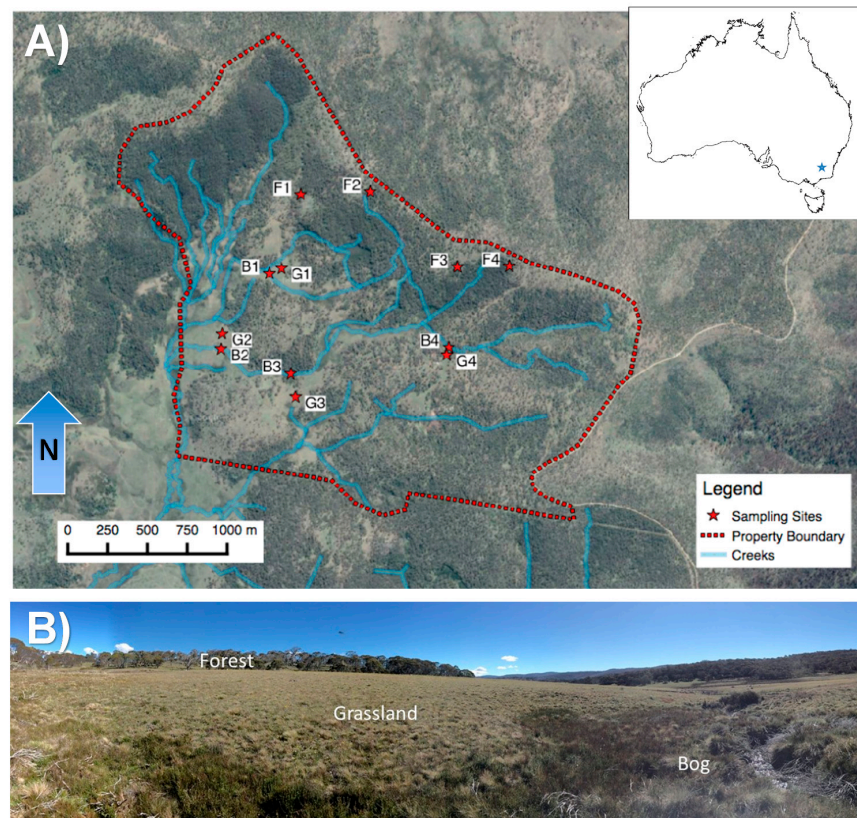 A)
F1
F2
F3
F4
B1
G1
G2
B2
B3
B4
G4
G3
N
0 250 500 750 1000 m
Legend
Sampling Sites
Property Boundary
Creeks
B)
Forest
Grassland
Bog